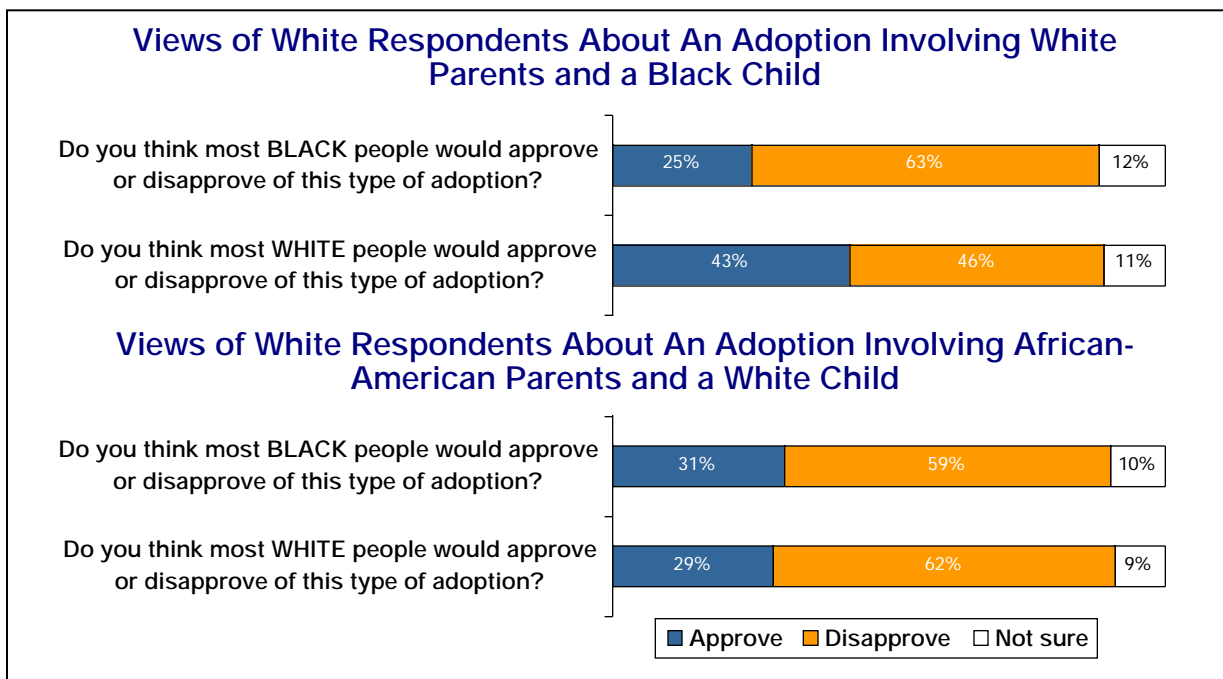 Views of White Respondents About An Adoption Involving White
Parents and a Black Child
Do you think most BLACK people would approve
or disapprove of this type of adoption?
25% 63% 12%
Do you think most WHITE people would approve
or disapprove of this type of adoption?
43% 46% 11%
Views of White Respondents About An Adoption Involving African-
American Parents and a White Child
Do you think most BLACK people would approve
or disapprove of this type of adoption?
31% 59% 10%
Do you think most WHITE people would approve
or disapprove of this type of adoption?
29% 62% 9%
Approve Disapprove Not sure